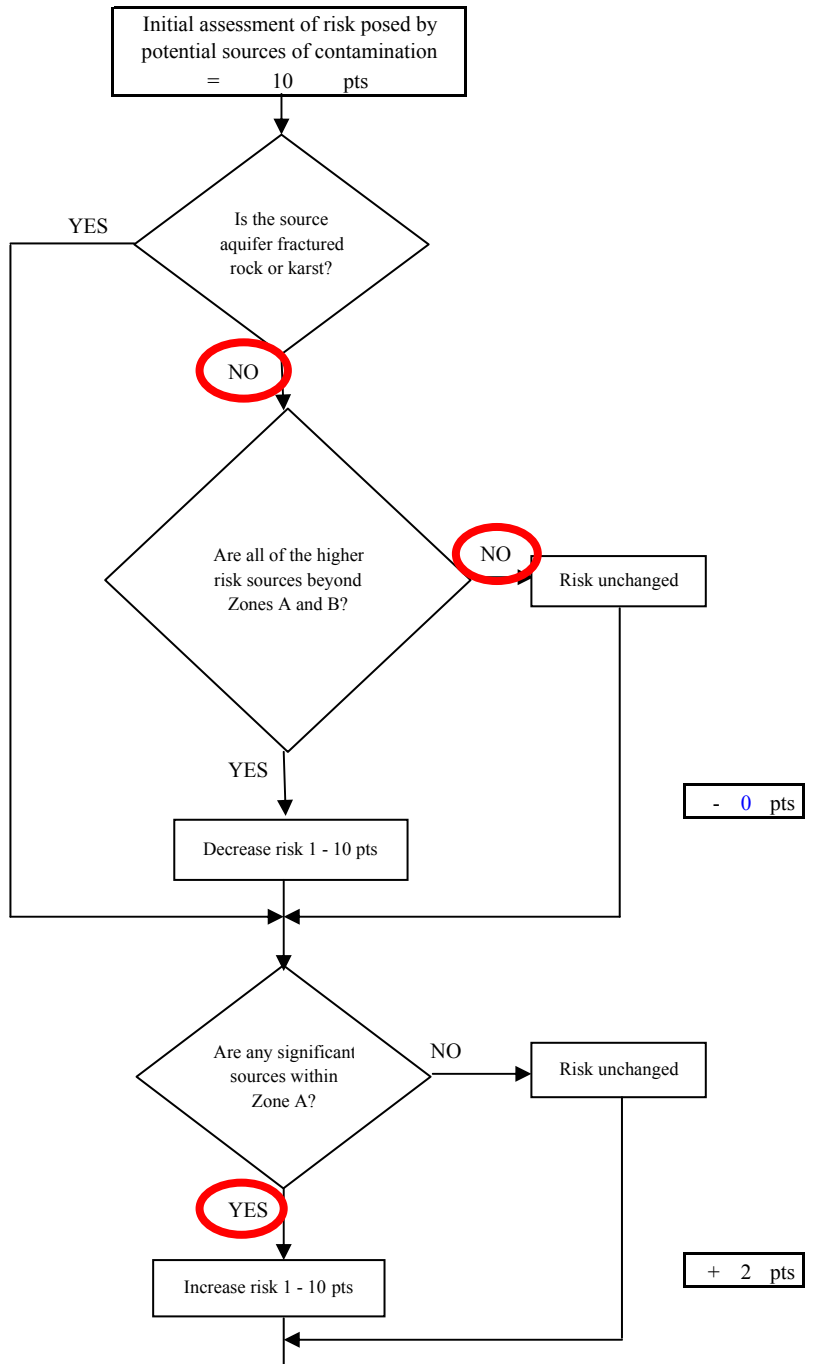 Initial assessment of risk posed by
potential sources of contamination
= 10 pts
YES
Is the source
aquifer fractured
rock or karst?
NO
Are all of the higher
risk sources beyond
Zones A and B?
NO
Risk unchanged
YES
- 0 pts
Decrease risk 1 - 10 pts
Are any significant
sources within
Zone A?
NO
Risk unchanged
YES
+ 2 pts
Increase risk 1 - 10 pts